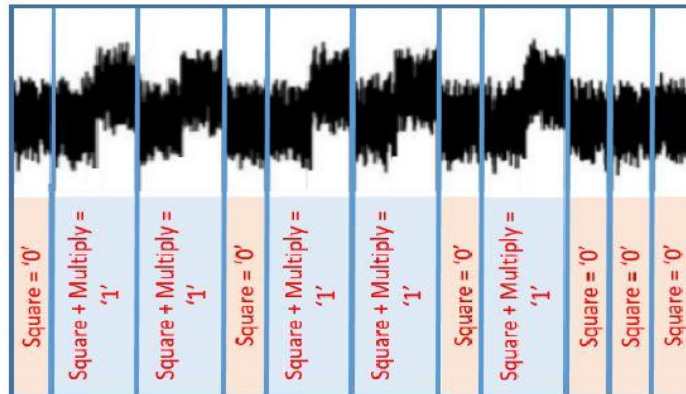 Square = ‘0’
Square + Multiply =
‘1’
Square + Multiply =
‘1’
Square = ‘0’
Square + Multiply =
‘1’
Square + Multiply =
‘1’
Square = ‘0’
Square + Multiply =
‘1’
Square = ‘0’
Square = ‘0’
Square = ‘0’